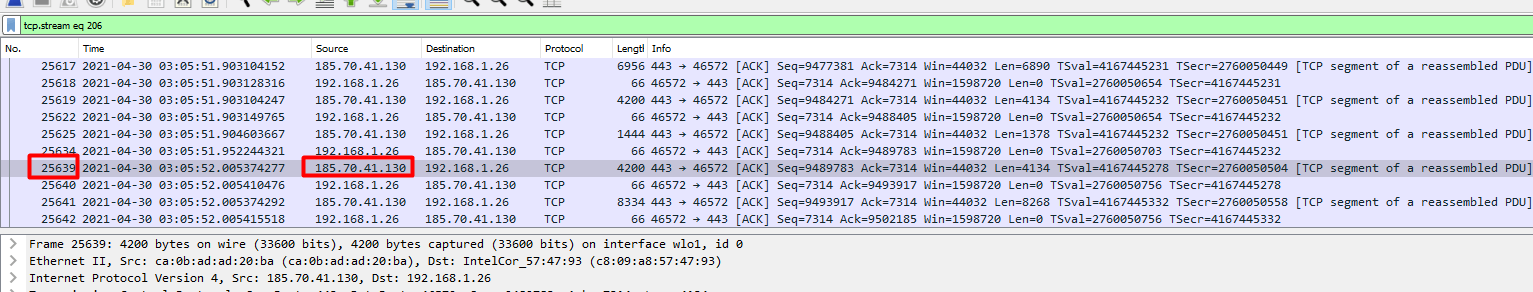 tcp.stream eq 206
No. Time Source Destination Protocol Lengtl Info
25617 2021-04-30 03:05:51.903104152 185.70.41.130 192.168.1.26 TCP 6956 443 → 46572 [ACK] Seq=9477381 Ack=7314 Win=44032 Len=6890 TSval=4167445231 TSecr=2760050449 [TCP segment of a reassembled PDU]
25618 2021-04-30 03:05:51.903128316 192.168.1.26 185.70.41.130 TCP 66 46572 → 443 [ACK] Seq=7314 Ack=9484271 Win=1598720 Len=0 TSval=2760050654 TSecr=4167445231
25619 2021-04-30 03:05:51.903104247 185.70.41.130 192.168.1.26 TCP 4200 443 → 46572 [ACK] Seq=9484271 Ack=7314 Win=44032 Len=4134 TSval=4167445232 TSecr=2760050451 [TCP segment of a reassembled PDU]
25622 2021-04-30 03:05:51.903149765 192.168.1.26 185.70.41.130 TCP 66 46572 → 443 [ACK] Seq=7314 Ack=9488405 Win=1598720 Len=0 TSval=2760050654 TSecr=4167445232
25625 2021-04-30 03:05:51.904603667 185.70.41.130 192.168.1.26 TCP 1444 443 → 46572 [ACK] Seq=9488405 Ack=7314 Win=44032 Len=1378 TSval=4167445232 TSecr=2760050451 [TCP segment of a reassembled PDU]
25634 2021-04-30 03:05:51.952244321 192.168.1.26 185.70.41.130 TCP 66 46572 → 443 [ACK] Seq=7314 Ack=9489783 Win=1598720 Len=0 TSval=2760050703 TSecr=4167445232
25639 2021-04-30 03:05:52.005374277 185.70.41.130 192.168.1.26 TCP 4200 443 → 46572 [ACK] Seq=9489783 Ack=7314 Win=44032 Len=4134 TSval=4167445278 TSecr=2760050504 [TCP segment of a reassembled PDU]
25640 2021-04-30 03:05:52.005410476 192.168.1.26 185.70.41.130 TCP 66 46572 → 443 [ACK] Seq=7314 Ack=9493917 Win=1598720 Len=0 TSval=2760050756 TSecr=4167445278
25641 2021-04-30 03:05:52.005374292 185.70.41.130 192.168.1.26 TCP 8334 443 → 46572 [ACK] Seq=9493917 Ack=7314 Win=44032 Len=8268 TSval=4167445332 TSecr=2760050558 [TCP segment of a reassembled PDU]
25642 2021-04-30 03:05:52.005415518 192.168.1.26 185.70.41.130 TCP 66 46572 → 443 [ACK] Seq=7314 Ack=9502185 Win=1598720 Len=0 TSval=2760050756 TSecr=4167445332
Frame 25639: 4200 bytes on wire (33600 bits), 4200 bytes captured (33600 bits) on interface wlo1, id 0
Ethernet II, Src: ca:0b:ad:ad:20:ba (ca:0b:ad:ad:20:ba), Dst: IntelCor_57:47:93 (c8:09:a8:57:47:93)
Internet Protocol Version 4, Src: 185.70.41.130, Dst: 192.168.1.26